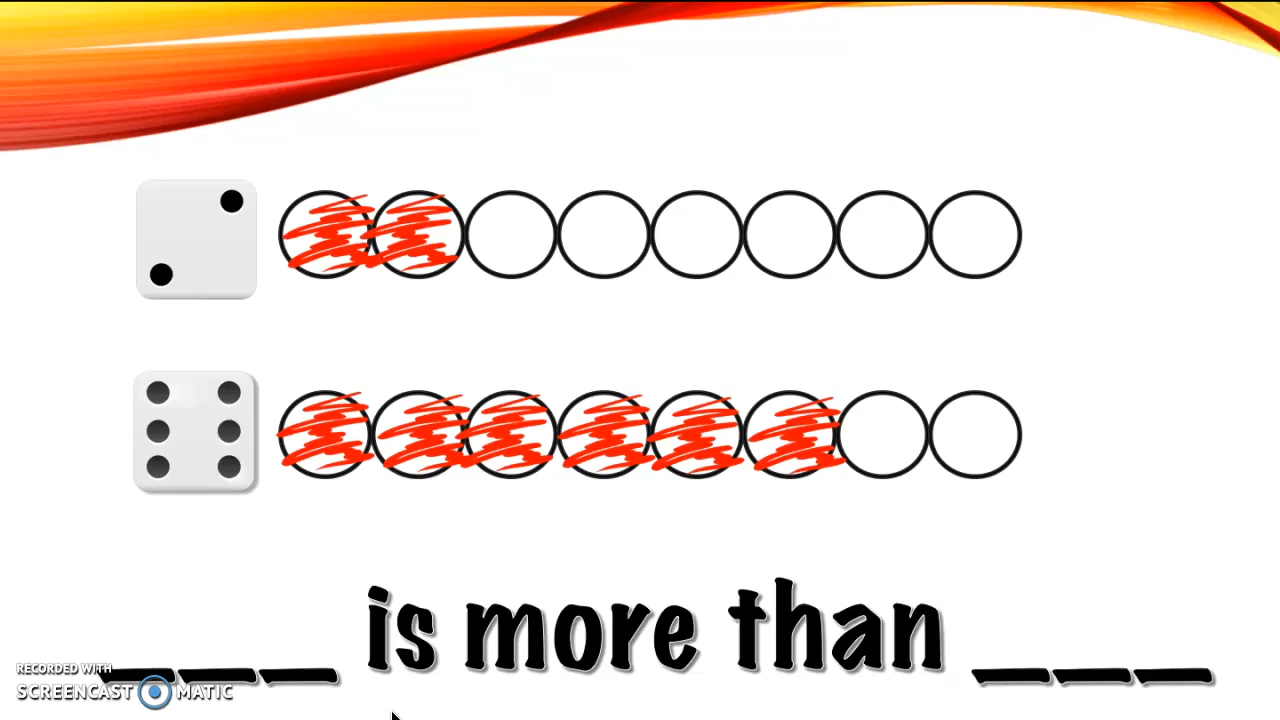 ___ is more than ___
RECORDED WITH
SCREENCAST MATIC